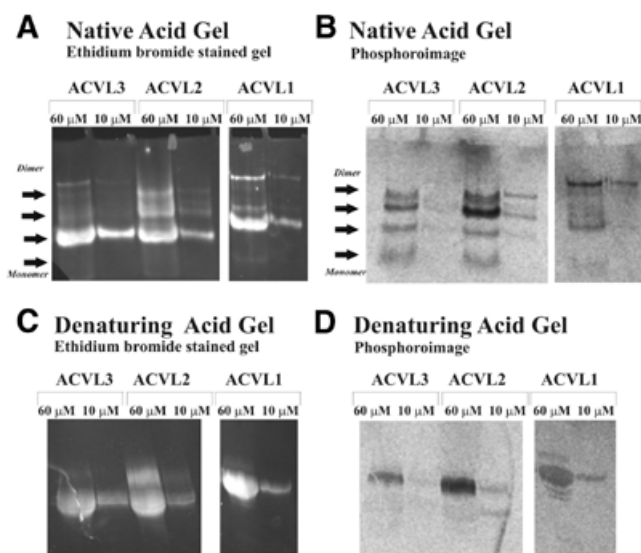 A Native Acid Gel
Ethidium bromide stained gel
ACVL3 ACVL2 ACVL1
60 µM 10 µM 60 µM 10 µM 60 µM 10 µM
Dimer
Monomer
B Native Acid Gel
Phosphoroimage
ACVL3 ACVL2 ACVL1
60 µM 10 µM 60 µM 10 µM 60 µM 10 µM
Dimer
Monomer
C Denaturing Acid Gel
Ethidium bromide stained gel
ACVL3 ACVL2 ACVL1
60 µM 10 µM 60 µM 10 µM 60 µM 10 µM
D Denaturing Acid Gel
Phosphoroimage
ACVL3 ACVL2 ACVL1
60 µM 10 µM 60 µM 10 µM 60 µM 10 µM